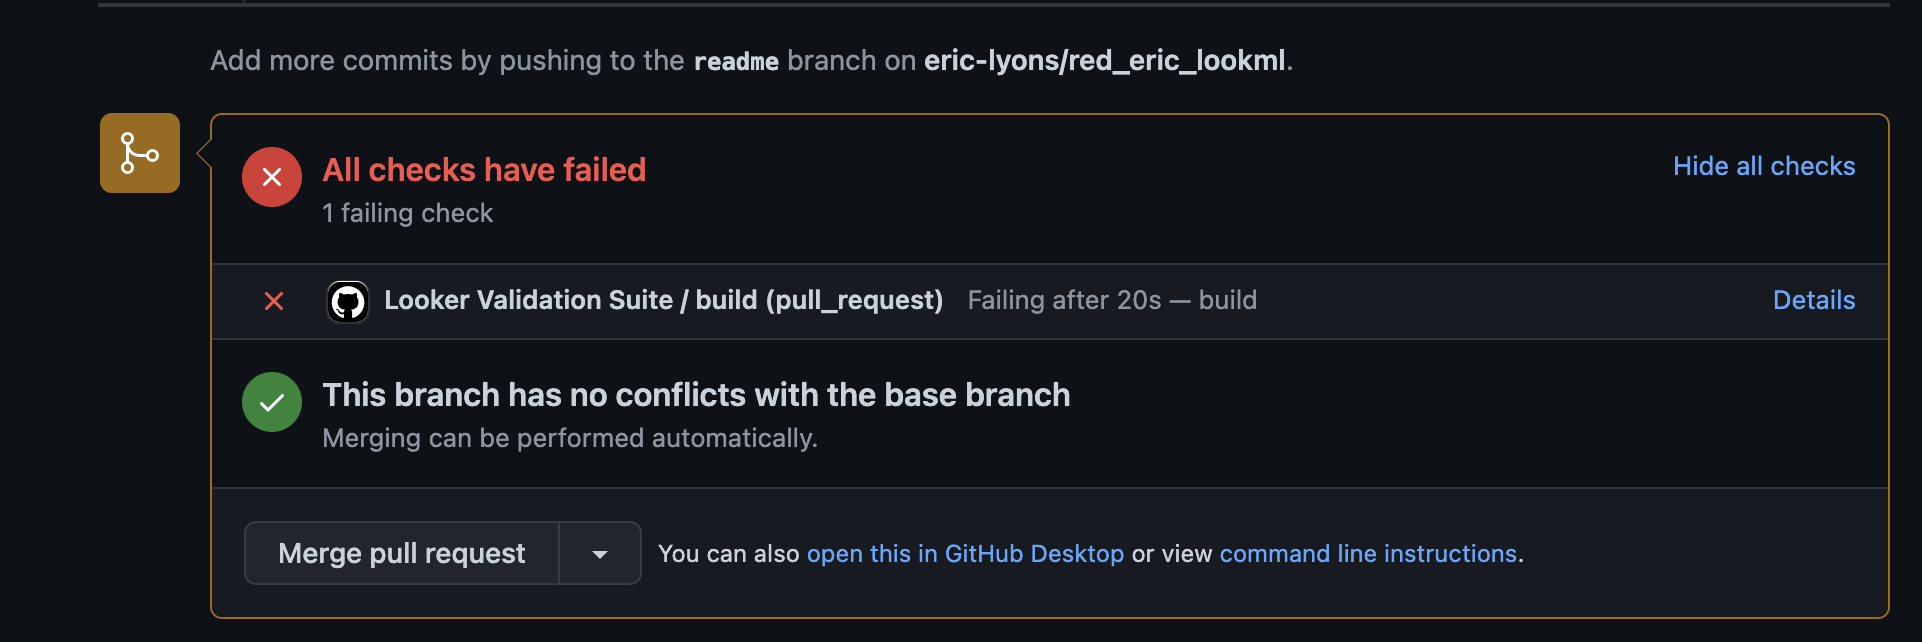 Add more commits by pushing to the readme branch on eric-lyons/red_eric_lookml.
All checks have failed
Hide all checks
1 failing check
Looker Validation Suite / build (pull_request) Failing after 20s — build
Details
This branch has no conflicts with the base branch
Merging can be performed automatically.
Merge pull request
You can also open this in GitHub Desktop or view command line instructions.